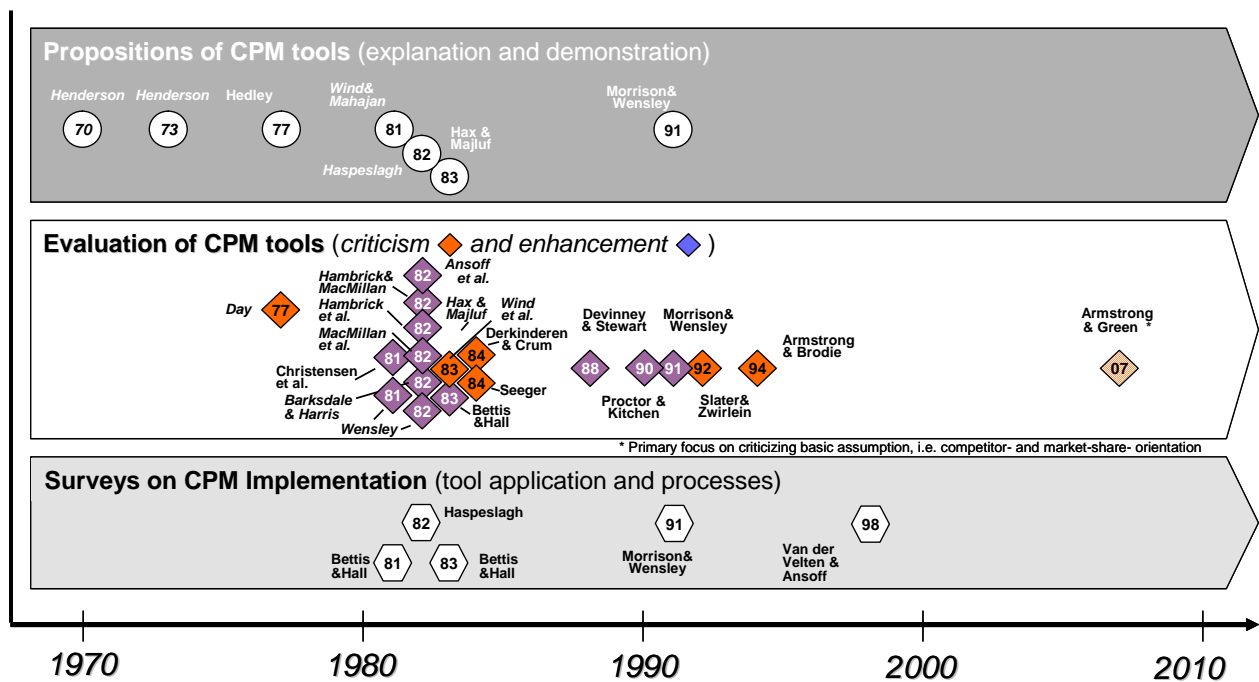 Propositions of CPM tools (explanation and demonstration)
Henderson
Henderson
Hedley
Wind&
Mahajan
Morrison&
Wensley
70
73
77
81
91
Hax &
Majluf
82
Haspeslagh
83
Evaluation of CPM tools (criticism and enhancement )
Ansoff
et al.
82
Hambrick&
MacMillan
82
Hambrick
et al.
82
Hax &
Majluf
Wind
et al.
Day
77
MacMillan
et al.
82
Derkinderen
& Crum
84
Devinney
& Stewart
Morrison&
Wensley
Armstrong
& Brodie
Armstrong
& Green *
81
83
88
90
91
92
94
07
Christensen
et al.
82
84
Seeger
Barksdale
& Harris
81
83
Bettis
&Hall
Proctor &
Kitchen
Slater&
Zwirlein
Wensley
82
* Primary focus on criticizing basic assumption, i.e. competitor- and market-share- orientation
Surveys on CPM Implementation (tool application and processes)
82
Haspeslagh
91
98
Bettis
&Hall
81
83
Bettis
&Hall
Morrison&
Wensley
Van der
Velten &
Ansoff
1970
1980
1990
2000
2010